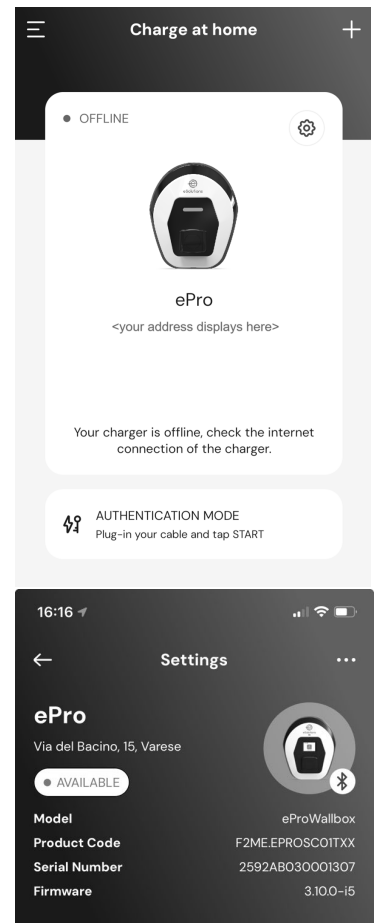 Charge at home
OFFLINE
ePro
<your address displays here>
Your charger is offline, check the internet
connection of the charger.
AUTHENTICATION MODE
Plug-in your cable and tap START
16:16
Settings
ePro
Via del Bacino, 15, Varese
AVAILABLE
Model eProWallbox
Product Code F2ME.EPROSC01TXX
Serial Number 2592AB030001307
Firmware 3.10.0-i5